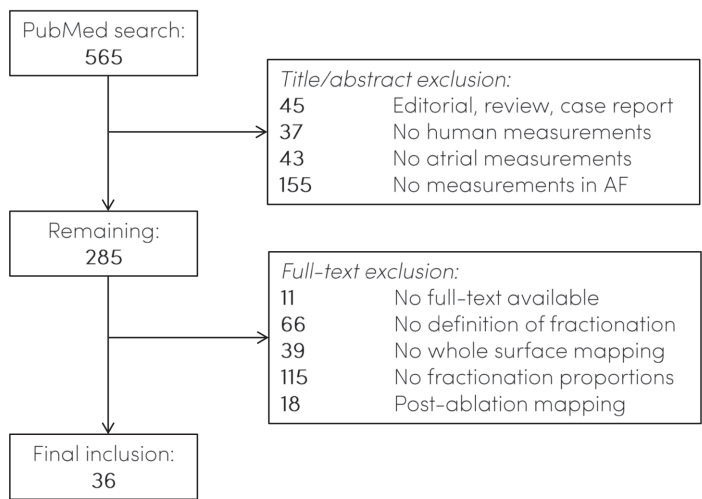 PubMed search:
565
Title/abstract exclusion:
45 Editorial, review, case report
37 No human measurements
43 No atrial measurements
155 No measurements in AF
Remaining:
285
Full-text exclusion:
11 No full-text available
66 No definition of fractionation
39 No whole surface mapping
115 No fractionation proportions
18 Post-ablation mapping
Final inclusion:
36